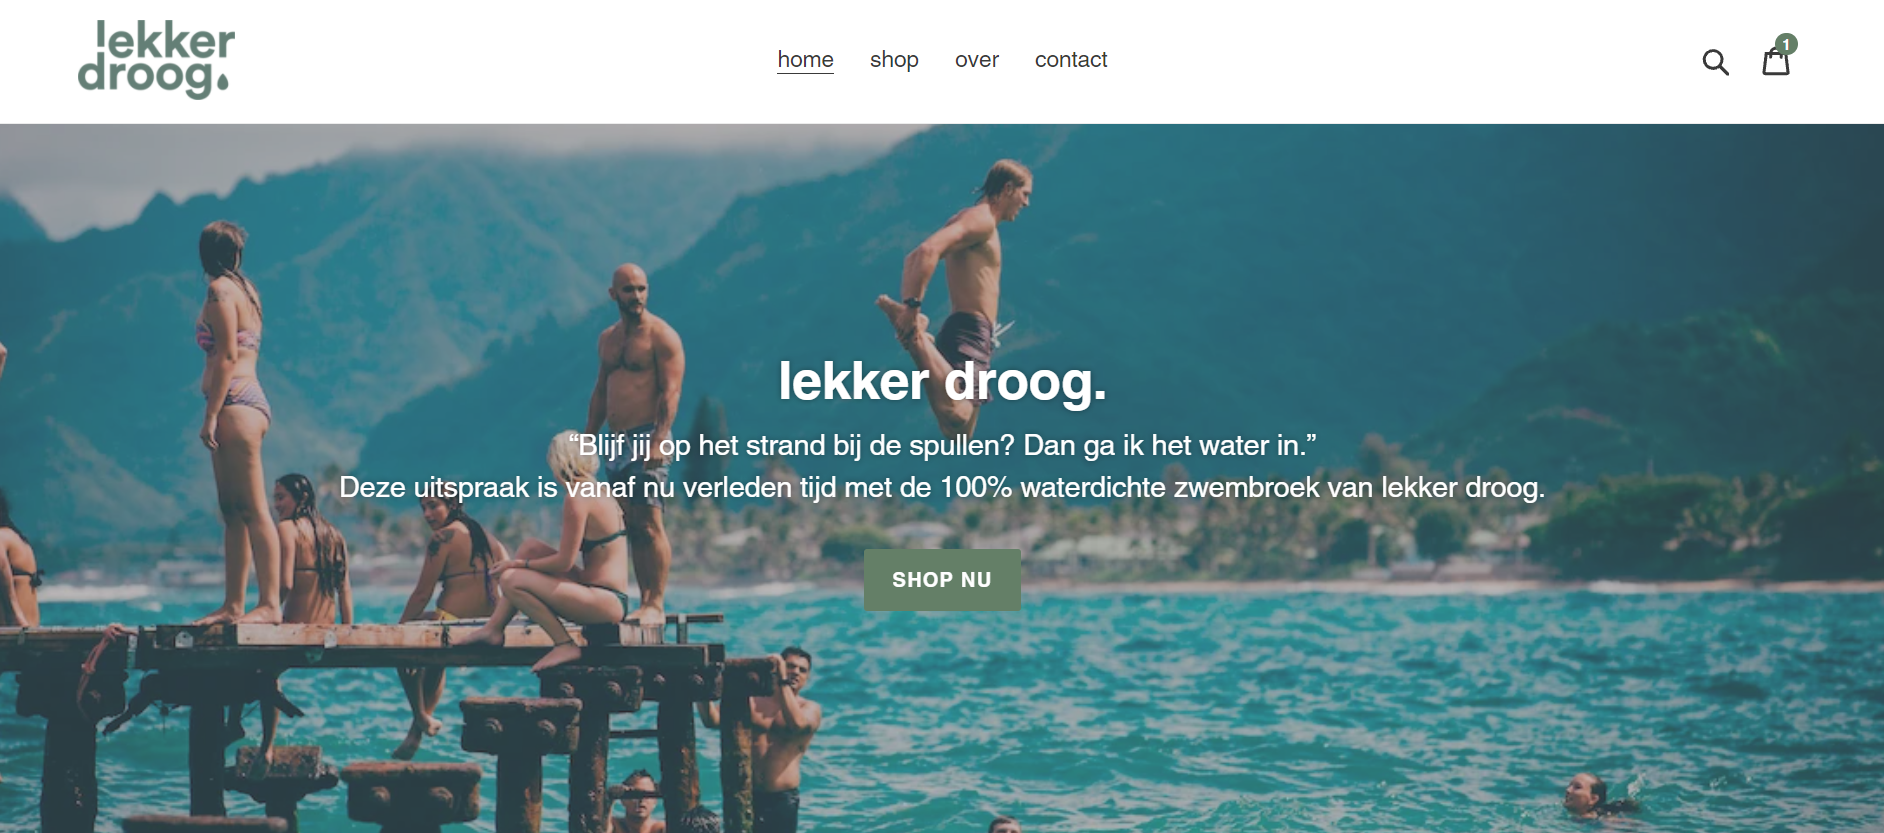 lekker
droog.
home shop over contact
1
lekker droog.
“Blijf jij op het strand bij de spullen? Dan ga ik het water in.”
Deze uitspraak is vanaf nu verleden tijd met de 100% waterdichte zwembroek van lekker droog.
SHOP NU